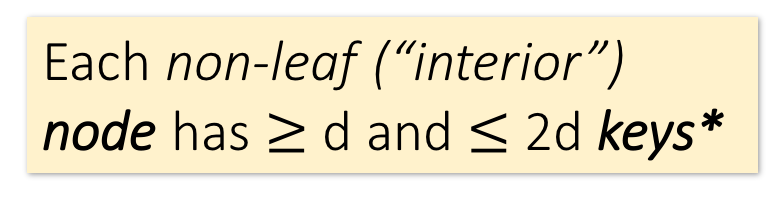 Each non-leaf (“interior”)
node has ≥ d and ≤ 2d keys*